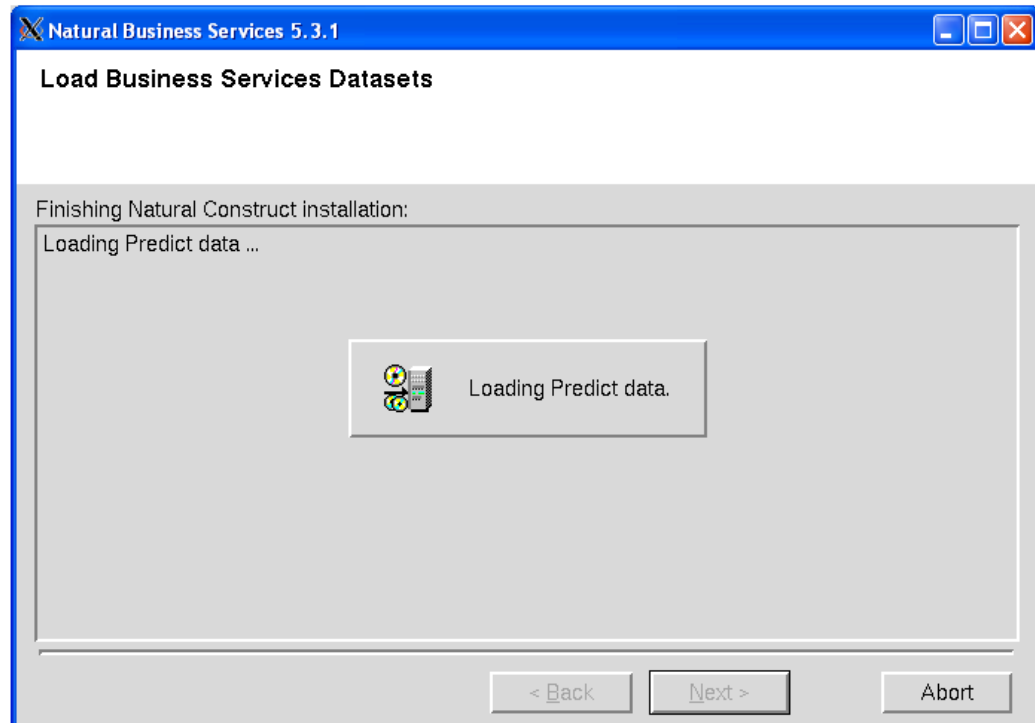 Natural Business Services 5.3.1
Load Business Services Datasets
Finishing Natural Construct installation:
Loading Predict data ...
Loading Predict data.
< Back
Next >
Abort